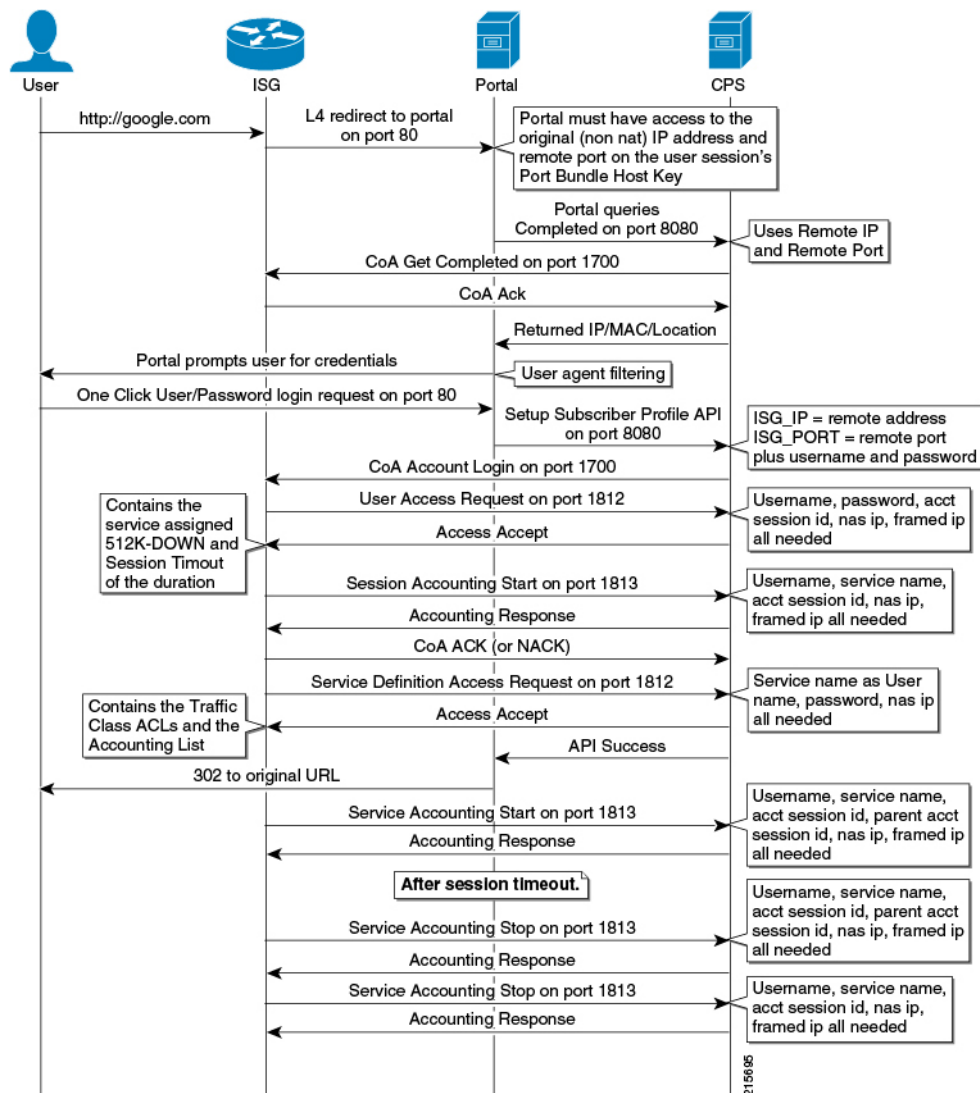 User
ISG
Portal
CPS
http://google.com
L4 redirect to portal
on port 80
Portal must have access to the
original (non nat) IP address and
remote port on the user session's
Port Bundle Host Key
Portal queries
Completed on port 8080
Uses Remote IP
and Remote Port
CoA Get Completed on port 1700
CoA Ack
Returned IP/MAC/Location
Portal prompts user for credentials
User agent filtering
One Click User/Password login request on port 80
Setup Subscriber Profile API
on port 8080
ISG_IP = remote address
ISG_PORT = remote port
plus username and password
CoA Account Login on port 1700
Contains the
service assigned
512K-DOWN and
Session Timout
of the duration
User Access Request on port 1812
Username, password, acct
session id, nas ip, framed ip
all needed
Access Accept
Session Accounting Start on port 1813
Username, service name,
acct session id, nas ip,
framed ip all needed
Accounting Response
CoA ACK (or NACK)
Service Definition Access Request on port 1812
Service name as User
name, password, nas ip
all needed
Contains the Traffic
Class ACLs and the
Accounting List
Access Accept
API Success
302 to original URL
Service Accounting Start on port 1813
Username, service name,
acct session id, parent acct
session id, nas ip, framed ip
all needed
Accounting Response
After session timeout.
Service Accounting Stop on port 1813
Username, service name,
acct session id, parent acct
session id, nas ip, framed ip
all needed
Accounting Response
Service Accounting Stop on port 1813
Username, service name,
acct session id, nas ip,
framed ip all needed
Accounting Response
215695